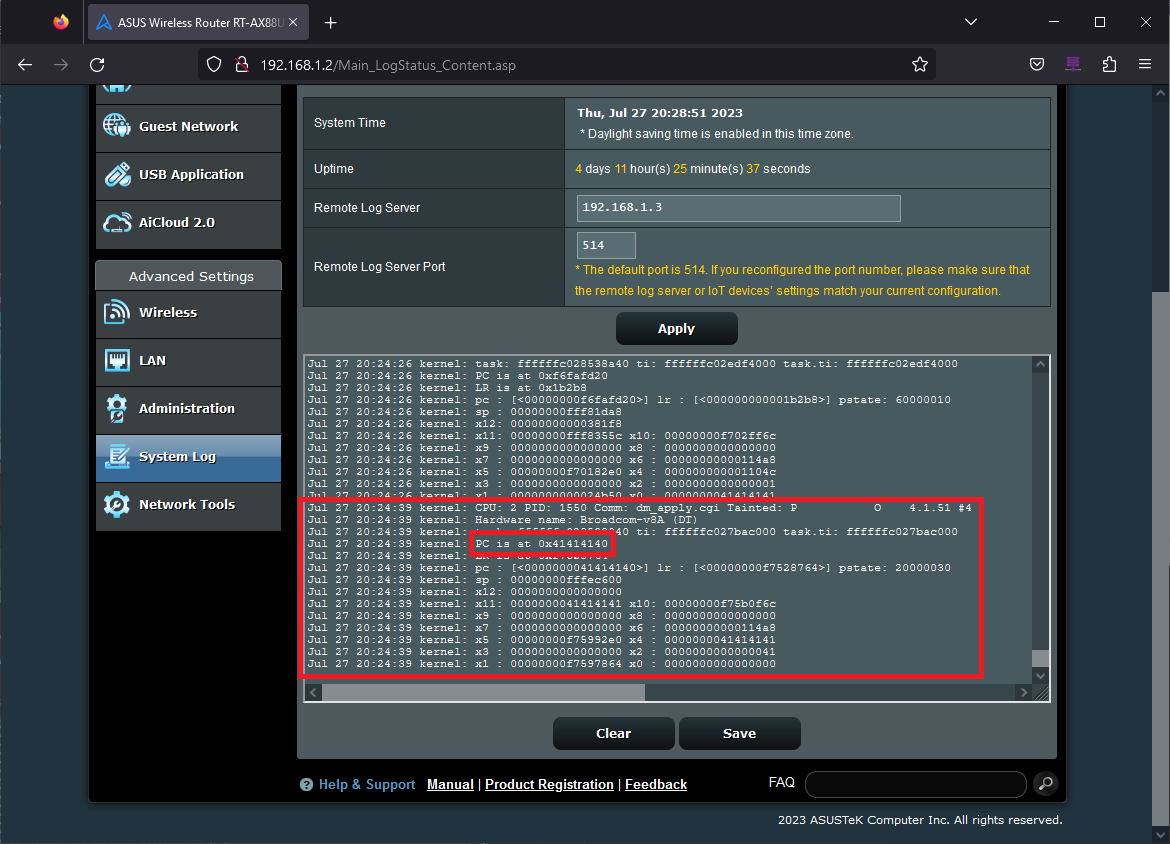 ASUS Wireless Router RT-AX88U
192.168.1.2/Main_LogStatus_Content.asp
Guest Network
USB Application
AiCloud 2.0
Advanced Settings
Wireless
LAN
Administration
System Log
Network Tools
System Time
Thu, Jul 27 20:28:51 2023
* Daylight saving time is enabled in this time zone.
Uptime
4 days 11 hour(s) 25 minute(s) 37 seconds
Remote Log Server
192.168.1.3
Remote Log Server Port
514
* The default port is 514. If you reconfigured the port number, please make sure that
the remote log server or IoT devices' settings match your current configuration.
Apply
Jul 27 20:24:26 kernel: task: ffffffc028538a40 ti: ffffffc02edf4000 task.ti: ffffffc02edf4000
Jul 27 20:24:26 kernel: PC is at 0xf6fafd20
Jul 27 20:24:26 kernel: LR is at 0x1b2b8
Jul 27 20:24:26 kernel: pc : [<00000000f6fafd20>] lr : [<000000000001b2b8>] pstate: 60000010
Jul 27 20:24:26 kernel: sp : 00000000fff81da8
Jul 27 20:24:26 kernel: x12: 00000000000381f8
Jul 27 20:24:26 kernel: x11: 00000000fff8355c x10: 00000000f702ff6c
Jul 27 20:24:26 kernel: x9 : 0000000000000000 x8 : 0000000000000000
Jul 27 20:24:26 kernel: x7 : 0000000000000000 x6 : 00000000000114a8
Jul 27 20:24:26 kernel: x5 : 00000000f70182e0 x4 : 000000000001104c
Jul 27 20:24:26 kernel: x3 : 0000000000000000 x2 : 0000000000000001
Jul 27 20:24:26 kernel: x1 : 0000000000024b50 x0 : 0000000041414141
Jul 27 20:24:39 kernel: CPU: 2 PID: 1550 Comm: dm_apply.cgi Tainted: P O 4.1.51 #4
Jul 27 20:24:39 kernel: Hardware name: Broadcom-v8A (DT)
Jul 27 20:24:39 kernel: ti: ffffffc027bac000 task.ti: ffffffc027bac000
Jul 27 20:24:39 kernel: PC is at 0x41414140
Jul 27 20:24:39 kernel: LR is at
Jul 27 20:24:39 kernel: pc : [<0000000041414140>] lr : [<00000000f7528764>] pstate: 20000030
Jul 27 20:24:39 kernel: sp : 00000000fffec600
Jul 27 20:24:39 kernel: x12: 0000000000000000
Jul 27 20:24:39 kernel: x11: 0000000041414141 x10: 00000000f75b0f6c
Jul 27 20:24:39 kernel: x9 : 0000000000000000 x8 : 0000000000000000
Jul 27 20:24:39 kernel: x7 : 0000000000000000 x6 : 00000000000114a8
Jul 27 20:24:39 kernel: x5 : 00000000f75992e0 x4 : 0000000041414141
Jul 27 20:24:39 kernel: x3 : 0000000000000000 x2 : 0000000000000041
Jul 27 20:24:39 kernel: x1 : 00000000f7597864 x0 : 0000000000000000
Clear
Save
Help & Support Manual | Product Registration | Feedback
FAQ
2023 ASUSTeK Computer Inc. All rights reserved.